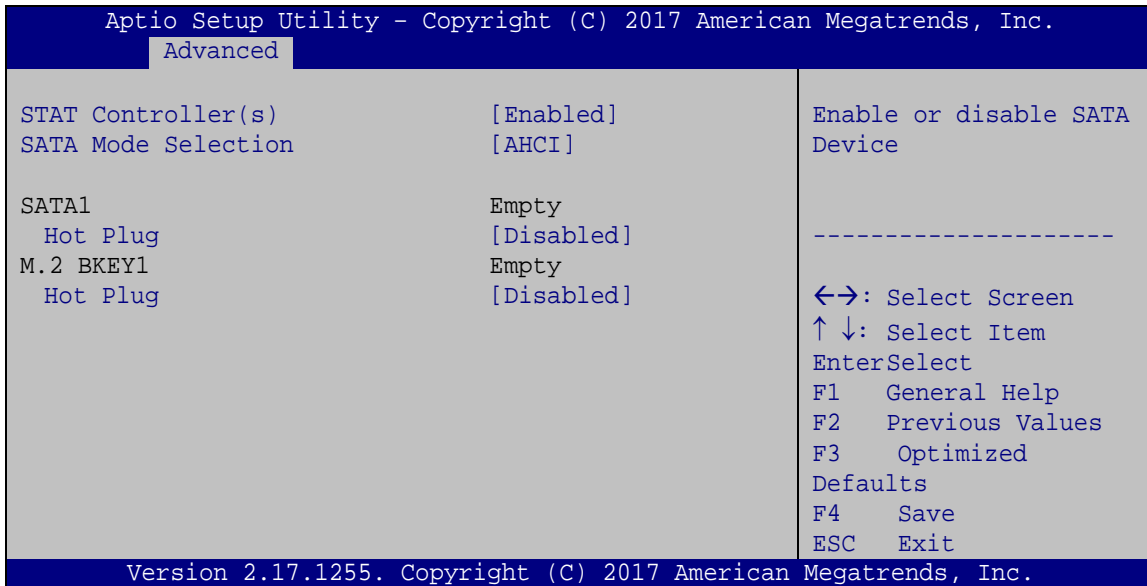 Aptio Setup Utility – Copyright (C) 2017 American Megatrends, Inc.
Advanced
STAT Controller(s) [Enabled]
SATA Mode Selection [AHCI]
SATA1 Empty
Hot Plug [Disabled]
M.2 BKEY1 Empty
Hot Plug [Disabled]
Enable or disable SATA
Device
---------------------
←→: Select Screen
↑ ↓: Select Item
EnterSelect
F1 General Help
F2 Previous Values
F3 Optimized
Defaults
F4 Save
ESC Exit
Version 2.17.1255. Copyright (C) 2017 American Megatrends, Inc.